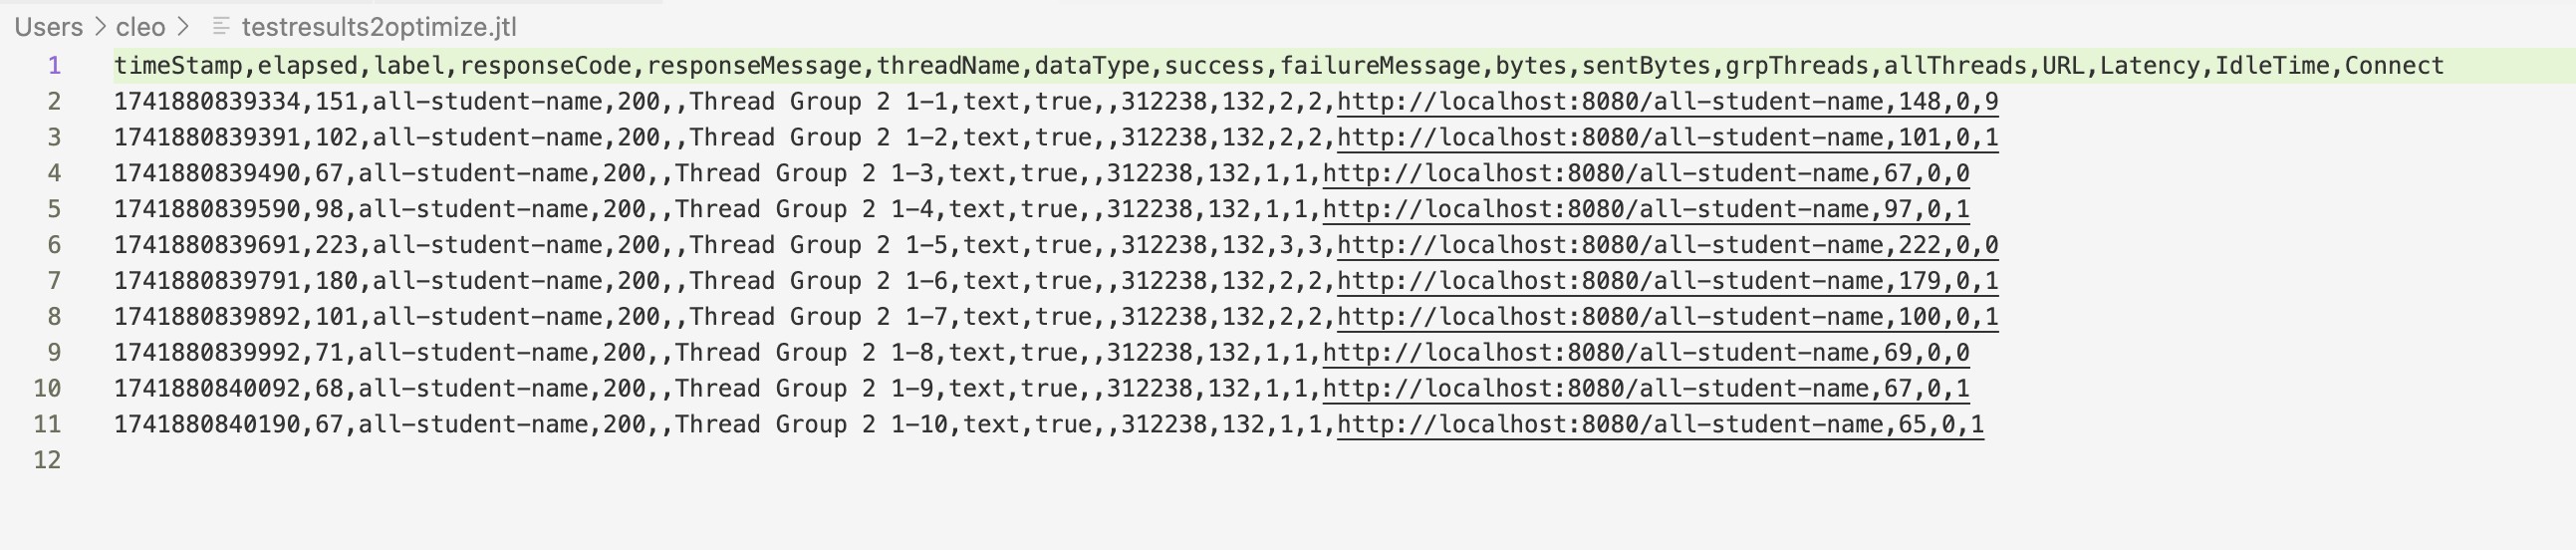 Users > cleo > testresults2optimize.jtl
1 timeStamp,elapsed,label,responseCode,responseMessage,threadName,dataType,success,failureMessage,bytes,sentBytes,grpThreads,allThreads,URL,Latency,IdleTime,Connect
2 1741880839334,151,all-student-name,200,,Thread Group 2 1-1,text,true,,312238,132,2,2,http://localhost:8080/all-student-name,148,0,9
3 1741880839391,102,all-student-name,200,,Thread Group 2 1-2,text,true,,312238,132,2,2,http://localhost:8080/all-student-name,101,0,1
4 1741880839490,67,all-student-name,200,,Thread Group 2 1-3,text,true,,312238,132,1,1,http://localhost:8080/all-student-name,67,0,0
5 1741880839590,98,all-student-name,200,,Thread Group 2 1-4,text,true,,312238,132,1,1,http://localhost:8080/all-student-name,97,0,1
6 1741880839691,223,all-student-name,200,,Thread Group 2 1-5,text,true,,312238,132,3,3,http://localhost:8080/all-student-name,222,0,0
7 1741880839791,180,all-student-name,200,,Thread Group 2 1-6,text,true,,312238,132,2,2,http://localhost:8080/all-student-name,179,0,1
8 1741880839892,101,all-student-name,200,,Thread Group 2 1-7,text,true,,312238,132,2,2,http://localhost:8080/all-student-name,100,0,1
9 1741880839992,71,all-student-name,200,,Thread Group 2 1-8,text,true,,312238,132,1,1,http://localhost:8080/all-student-name,69,0,0
10 1741880840092,68,all-student-name,200,,Thread Group 2 1-9,text,true,,312238,132,1,1,http://localhost:8080/all-student-name,67,0,1
11 1741880840190,67,all-student-name,200,,Thread Group 2 1-10,text,true,,312238,132,1,1,http://localhost:8080/all-student-name,65,0,1
12